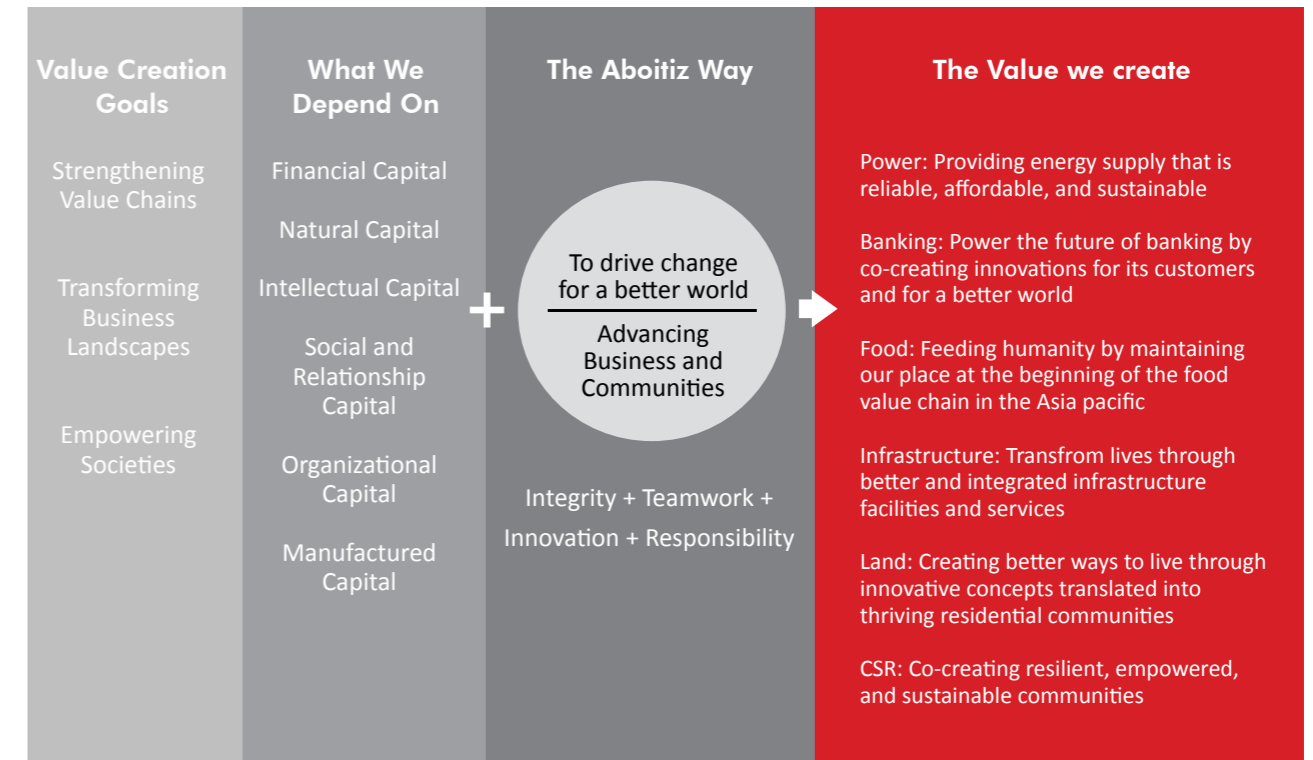 Value Creation
Goals
Strengthening
Value Chains
Transforming
Business
Landscapes
Empowering
Societies
What We
Depend On
Financial Capital
Natural Capital
Intellectual Capital
Social and
Relationship
Capital
Organizational
Capital
Manufactured
Capital
+
The Aboitiz Way
To drive change
for a better world
Advancing
Business and
Communities
Integrity + Teamwork +
Innovation + Responsibility
The Value we create
Power: Providing energy supply that is
reliable, affordable, and sustainable
Banking: Power the future of banking by
co-creating innovations for its customers
and for a better world
Food: Feeding humanity by maintaining
our place at the beginning of the food
value chain in the Asia pacific
Infrastructure: Transfrom lives through
better and integrated infrastructure
facilities and services
Land: Creating better ways to live through
innovative concepts translated into
thriving residential communities
CSR: Co-creating resilient, empowered,
and sustainable communities